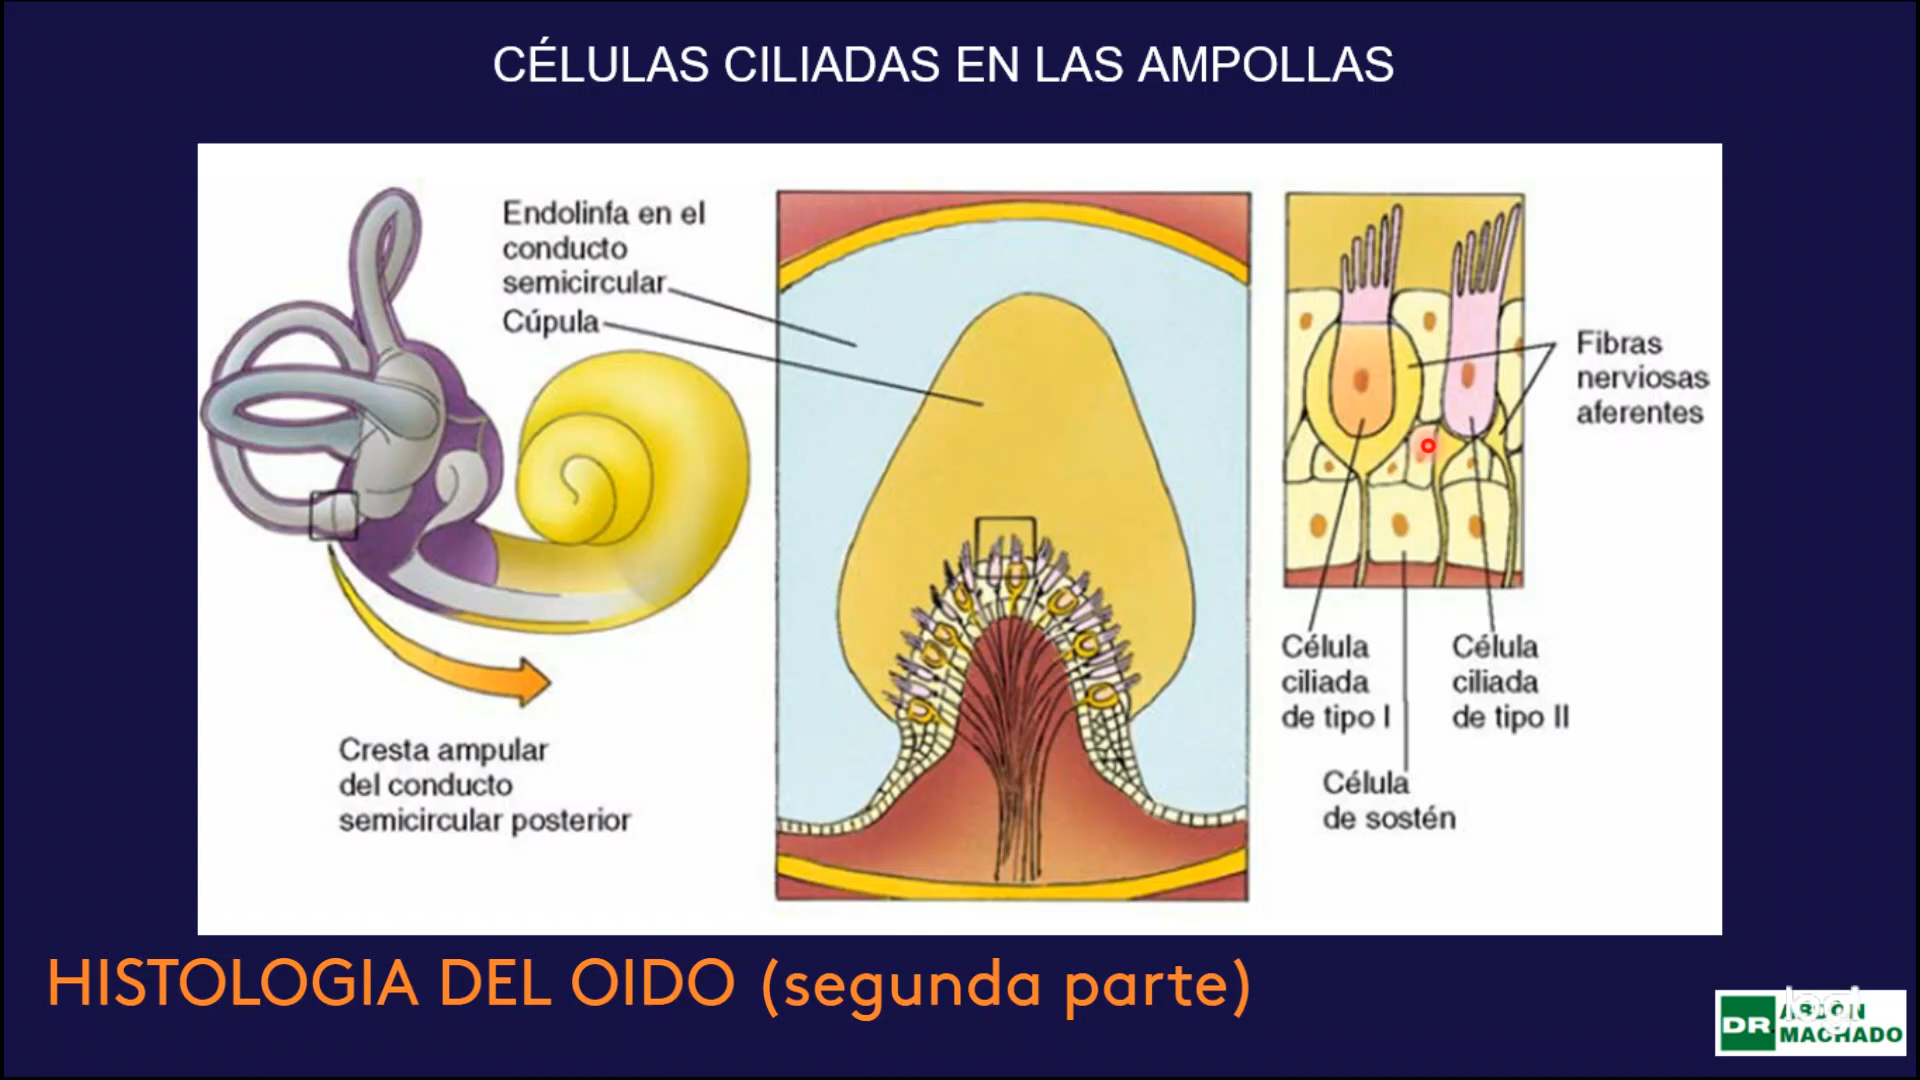 CÉLULAS CILIADAS EN LAS AMPOLLAS
Endolinfa en el
conducto
semicircular
Cúpula
Cresta ampular
del conducto
semicircular posterior
Fibras
nerviosas
aferentes
Célula
ciliada
de tipo I
Célula
ciliada
de tipo II
Célula
de sostén
HISTOLOGIA DEL OIDO (segunda parte)
DR.
ABDÓN
MACHADO
logi